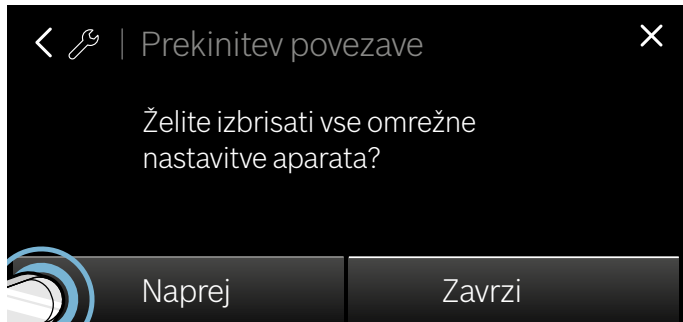 Prekinitev povezave
Želite izbrisati vse omrežne
nastavitve aparata?
Naprej
Zavrzi